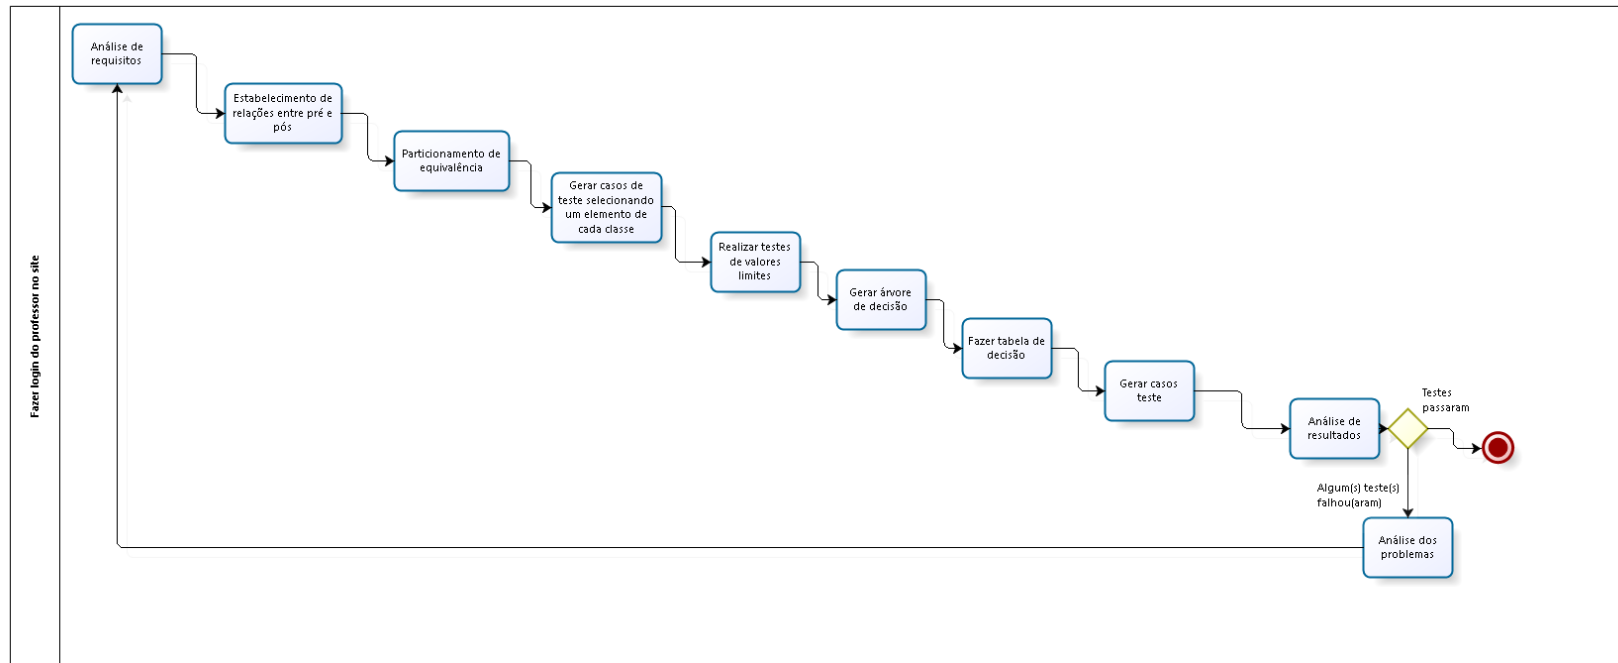 Fazer login do professor no site
Análise de
requisitos
Estabelecimento de
relações entre pré e
pós
Particionamento de
equivalência
Gerar casos de
teste selecionando
um elemento de
cada classe
Realizar testes
de valores
limites
Gerar árvore
de decisão
Fazer tabela de
decisão
Gerar casos
teste
Análise de
resultados
Testes
passaram
Algum(s) teste(s)
falhou(aram)
Análise dos
problemas